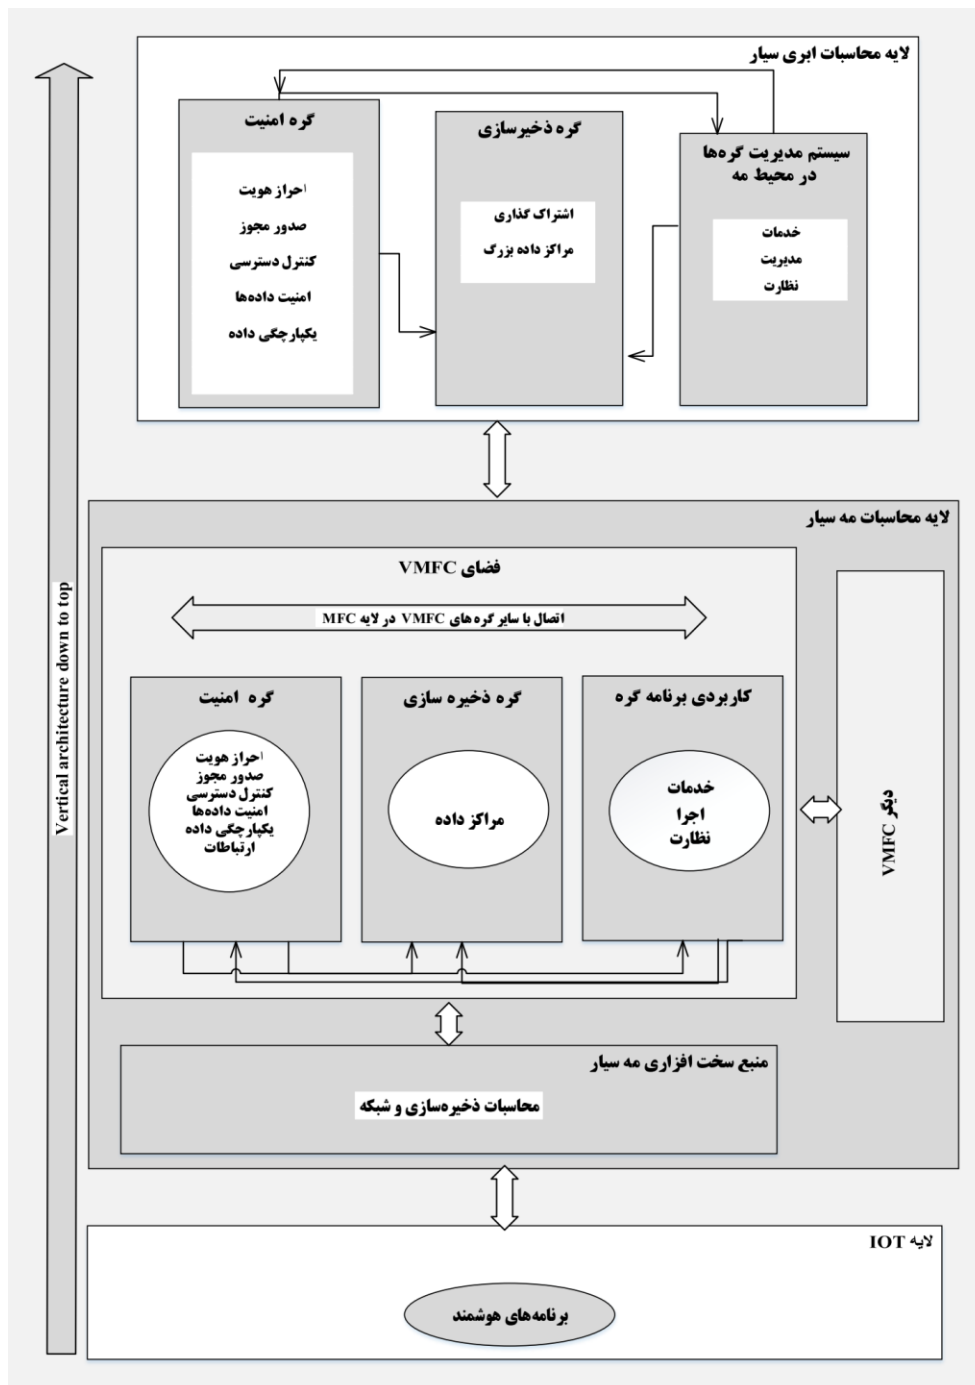 لایه محاسبات ابری سیار
گره امنیت
احراز هویت
صدور مجوز
کنترل دسترسی
امنیت داده‌ها
یکپارچگی داده
گره ذخیرسازی
اشتراک گذاری
مراکز داده بزرگ
سیستم مدیریت گره‌ها
در محیط مه
خدمات
مدیریت
نظارت
لایه محاسبات مه سیار
فضای VMFC
اتصال با سایر گره های VMFC در لایه MFC
گره امنیت
احراز هویت
صدور مجوز
کنترل دسترسی
امنیت داده‌ها
یکپارچگی داده
ارتباطات
گره ذخیره سازی
مراکز داده
کاربردی برنامه گره
خدمات
اجرا
نظارت
دیگر VMFC
منبع سخت افزاری مه سیار
محاسبات ذخیره‌سازی و شبکه
لایه IOT
برنامه‌های هوشمند
Vertical architecture down to top